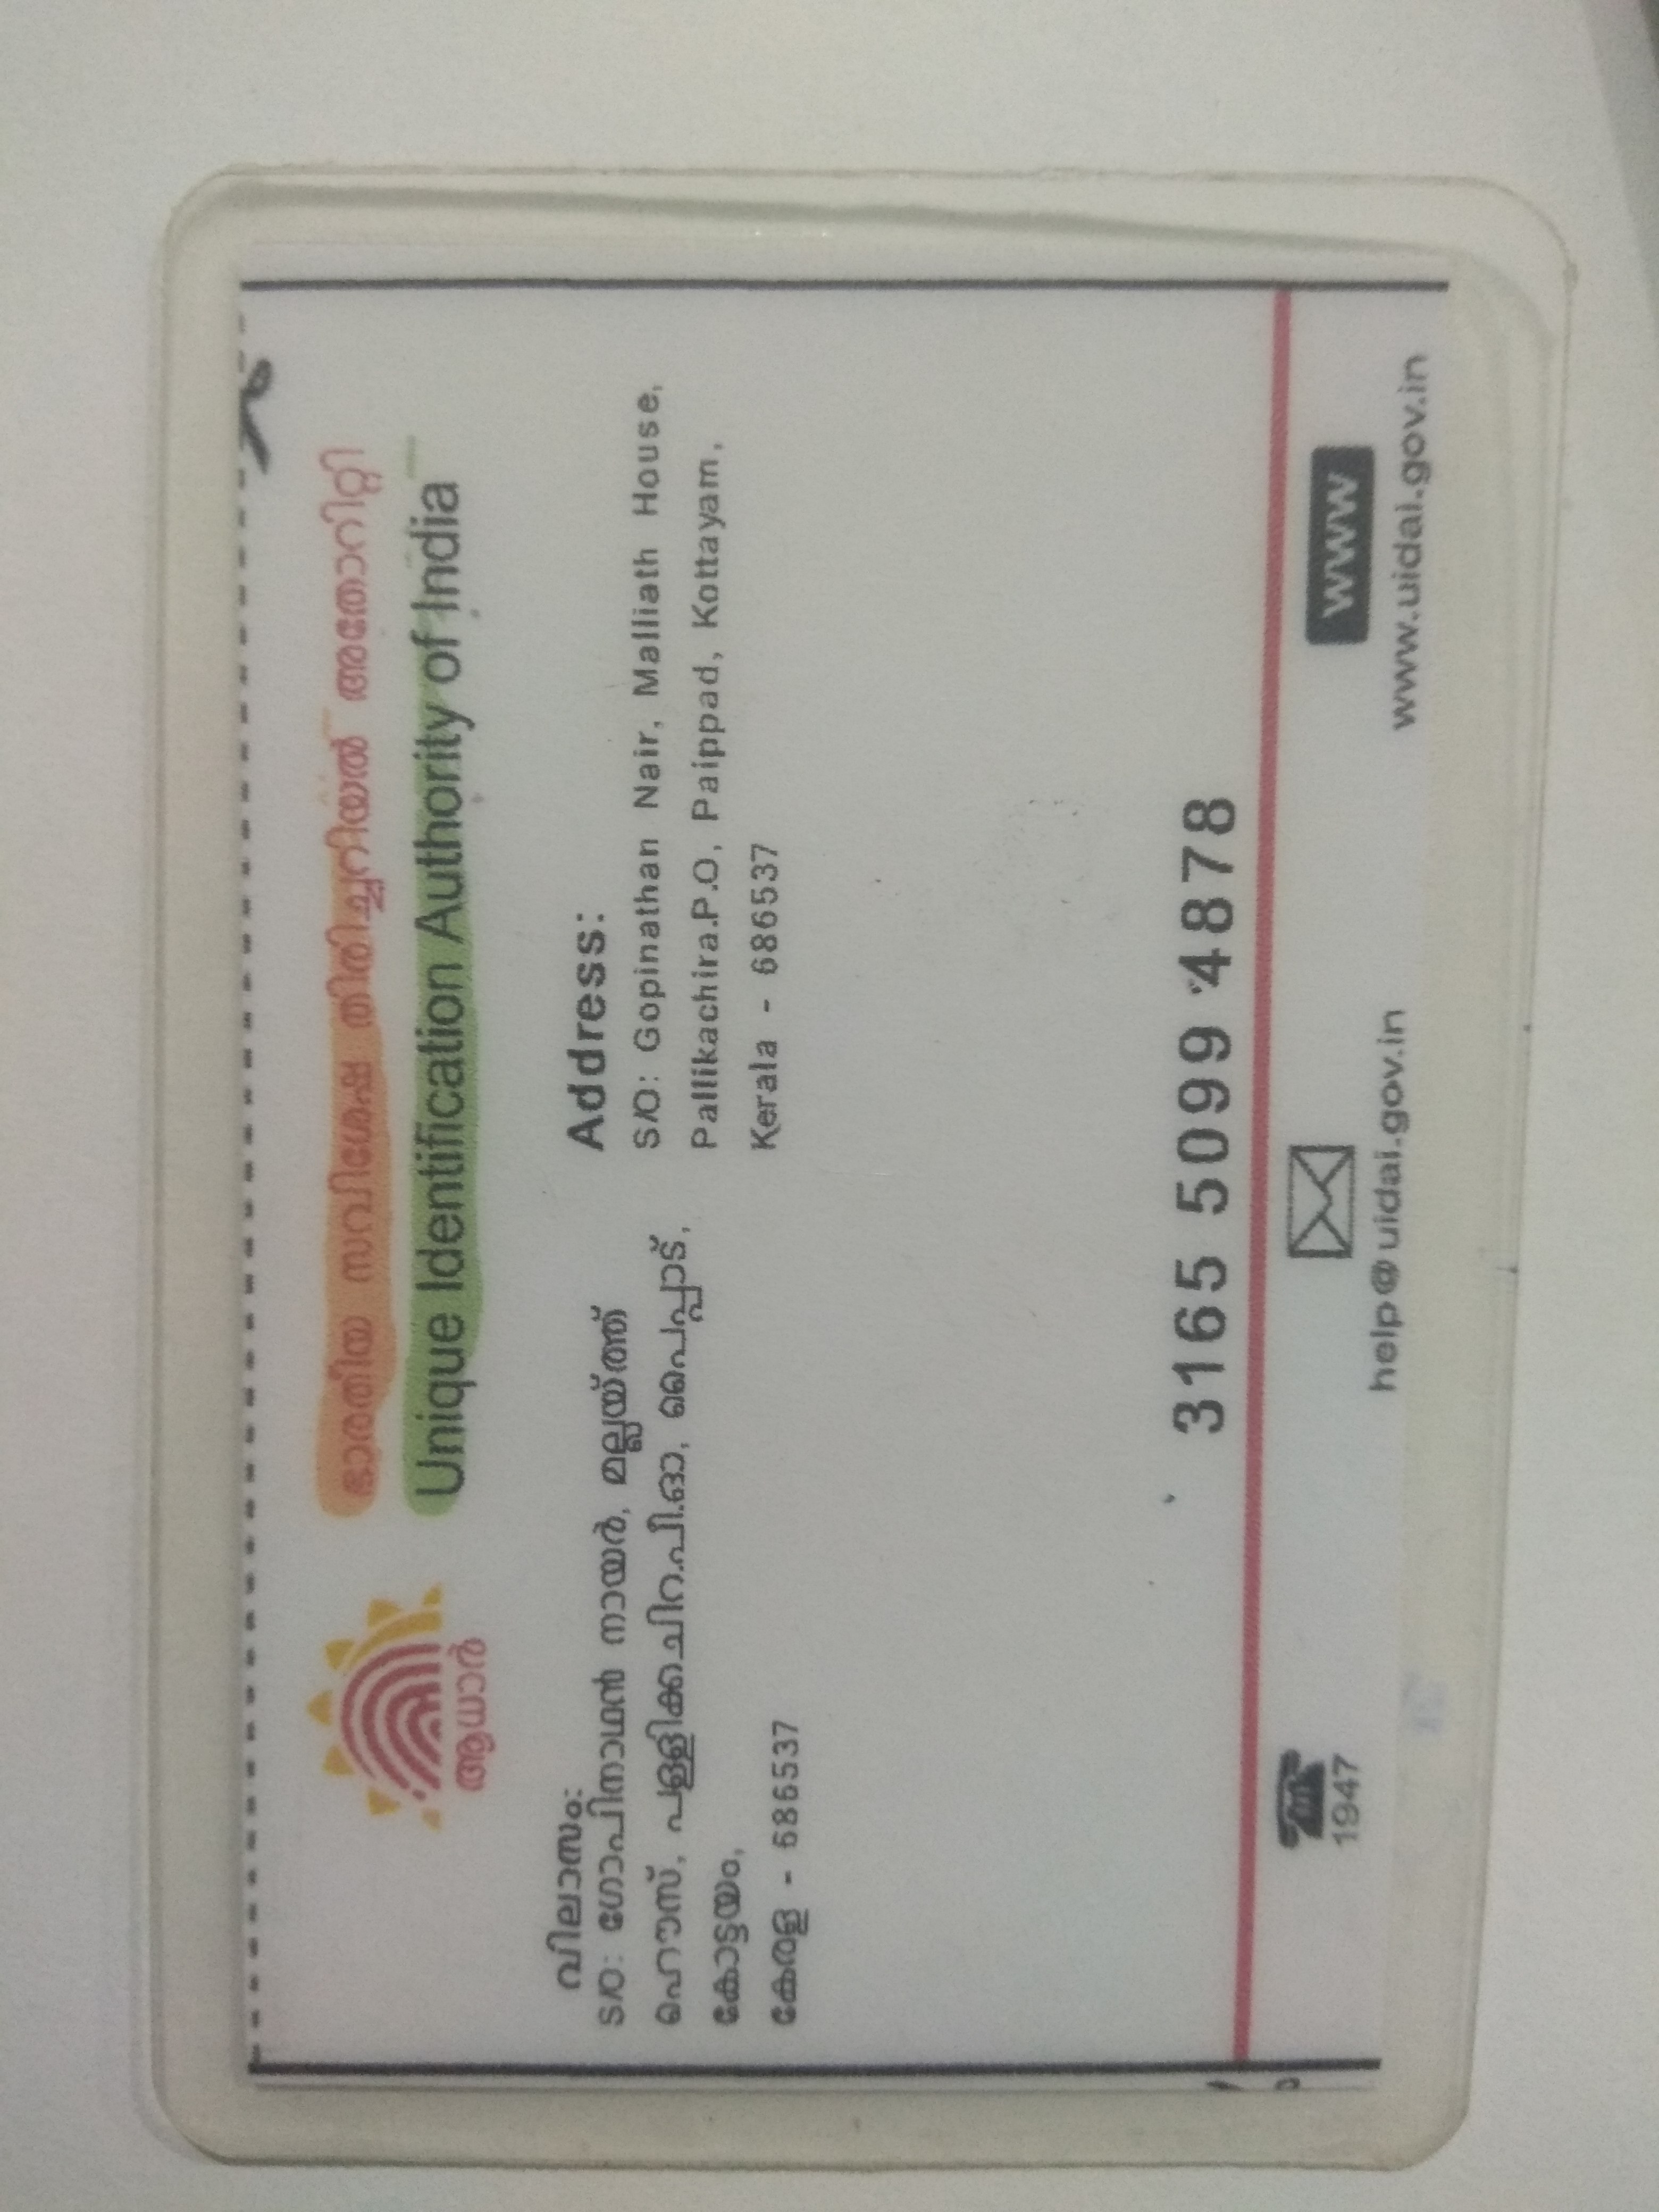 ഭാരതീയ സവിശേഷ തിരിച്ചറിയൽ അതോറിറ്റി
Unique Identification Authority of India
ആധാർ
വിലാസം:
S/O: ഗോപിനാഥൻ നായർ, മല്ലയ്ത്ത്
ഹൌസ്, പള്ളിക്കചിറ.പി.ഓ, പൈപ്പാട്,
കോട്ടയം,
കേരള - 686537
Address:
S/O: Gopinathan Nair, Malliath House,
Pallikachira.P.O, Paippad, Kottayam,
Kerala - 686537
3165 5099 4878
1947
help@uidai.gov.in
WWW
www.uidai.gov.in